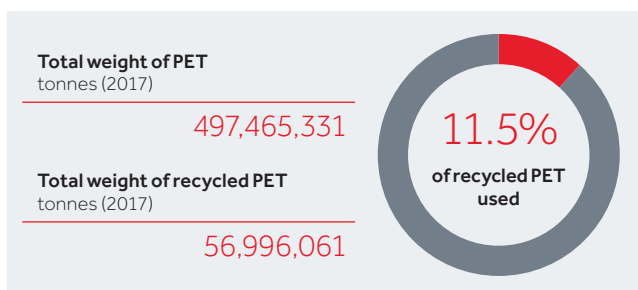 Total weight of PET
tonnes (2017)
497,465,331
Total weight of recycled PET
tonnes (2017)
56,996,061
11.5%
of recycled PET
used